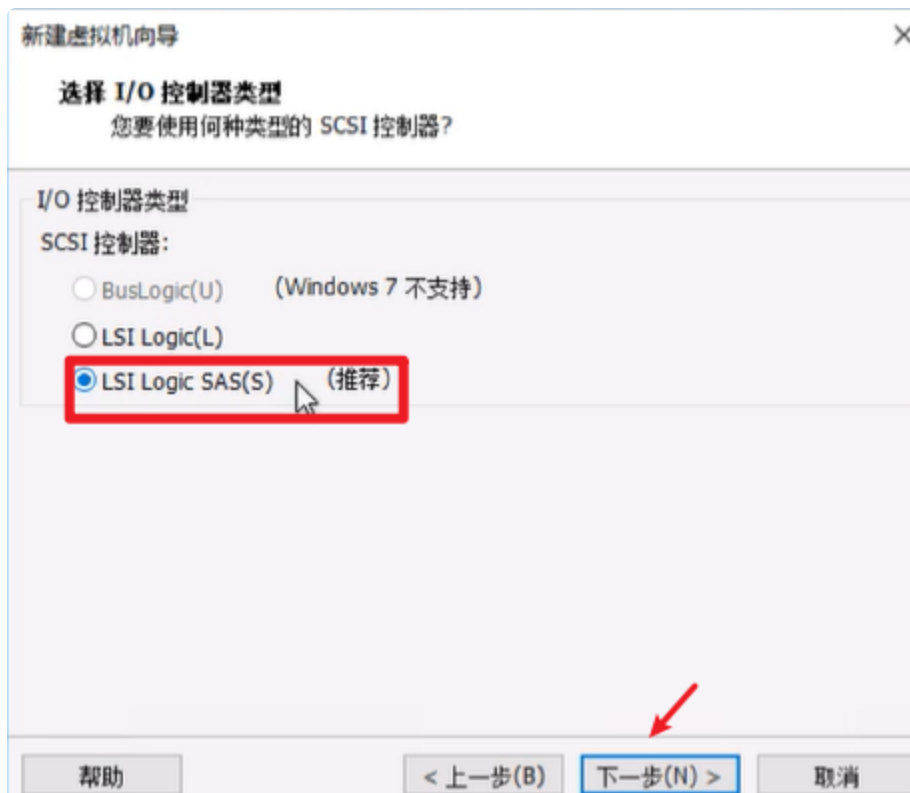 新建虚拟机向导
选择 I/O 控制器类型
您要使用何种类型的 SCSI 控制器?
I/O 控制器类型
SCSI 控制器:
BusLogic(U) (Windows 7 不支持)
LSI Logic(L)
LSI Logic SAS(S) (推荐)
帮助 < 上一步(B) 下一步(N) > 取消